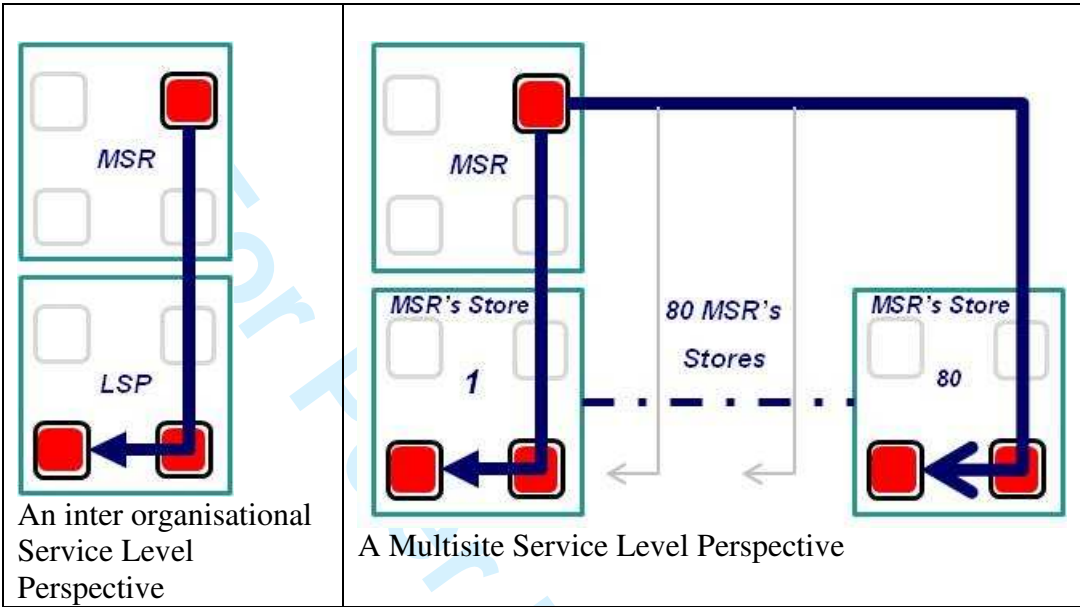 MSR
LSP
An inter organisational
Service Level
Perspective
MSR
MSR's Store
1
80 MSR's
Stores
MSR's Store
80
A Multisite Service Level Perspective